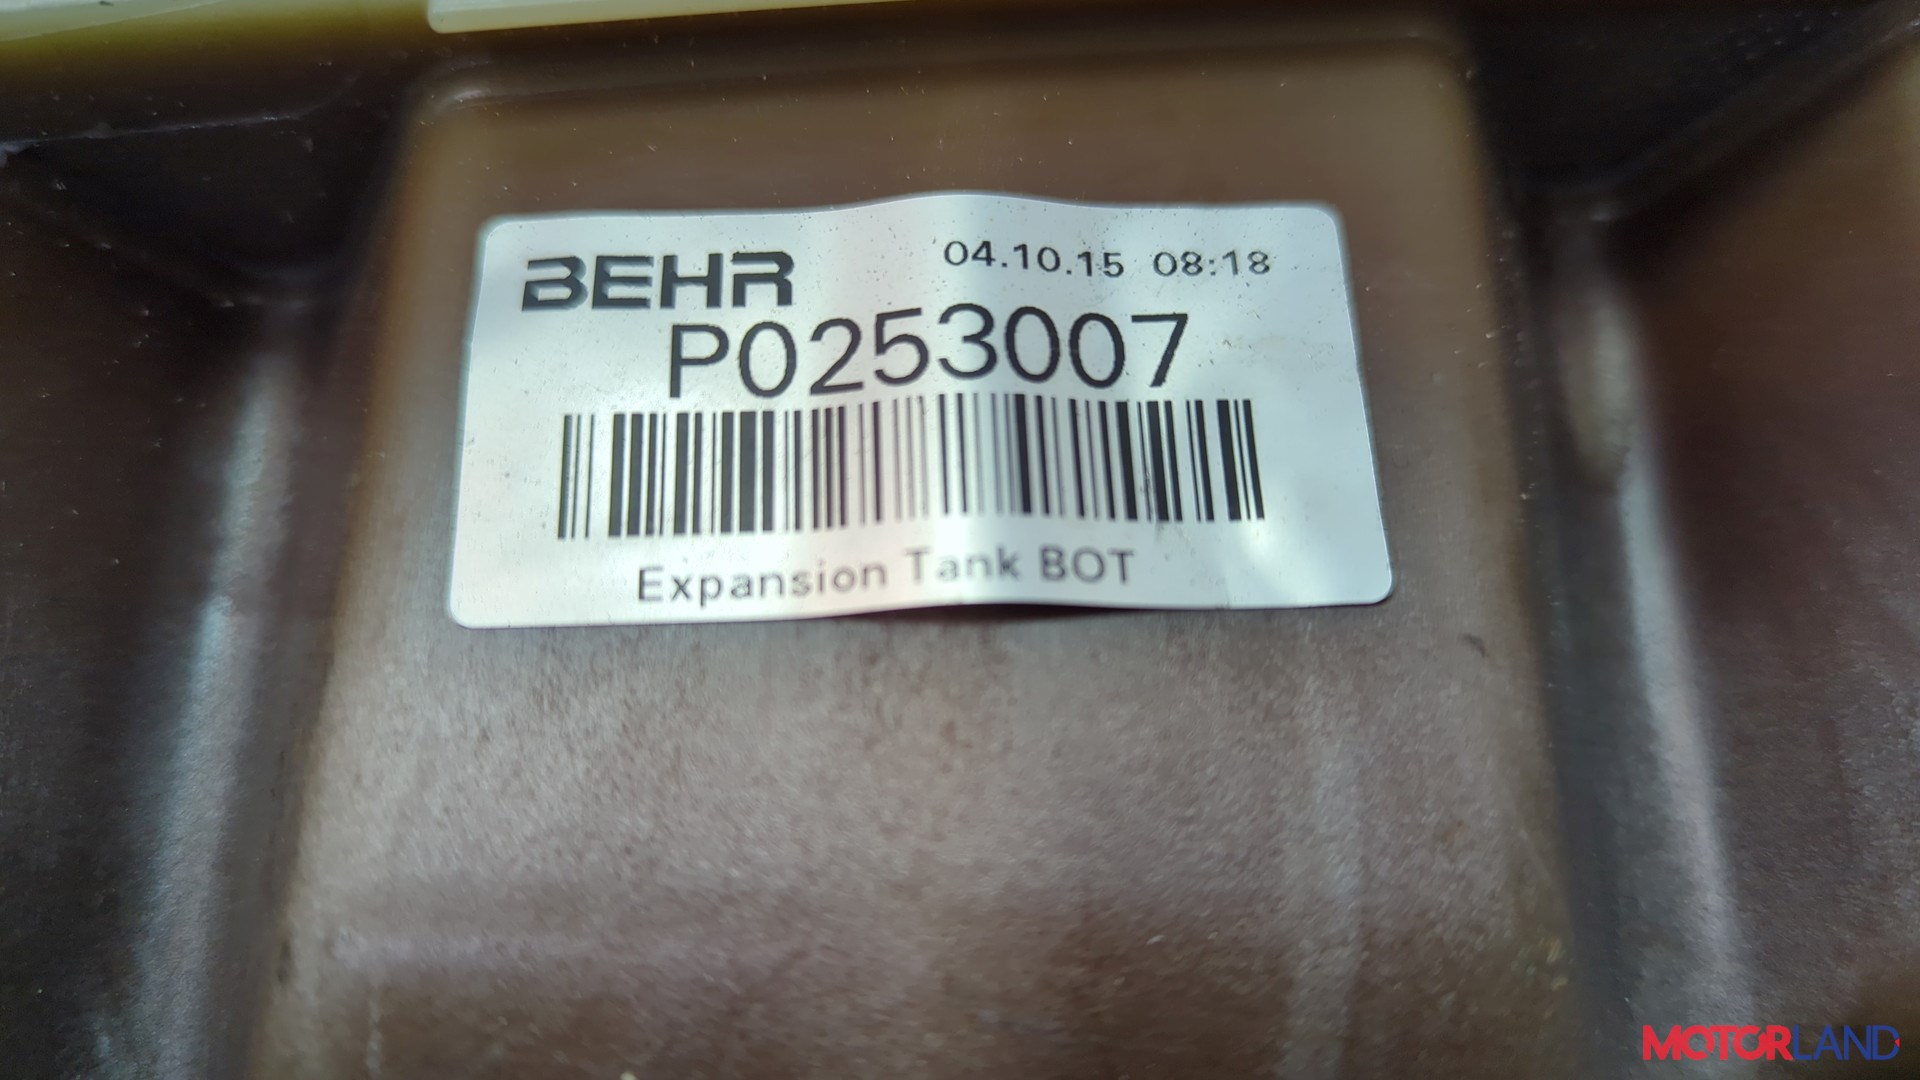 BEHR 04.10.15 08:18
P0253007
Expansion Tank BOT
MOTORLAND